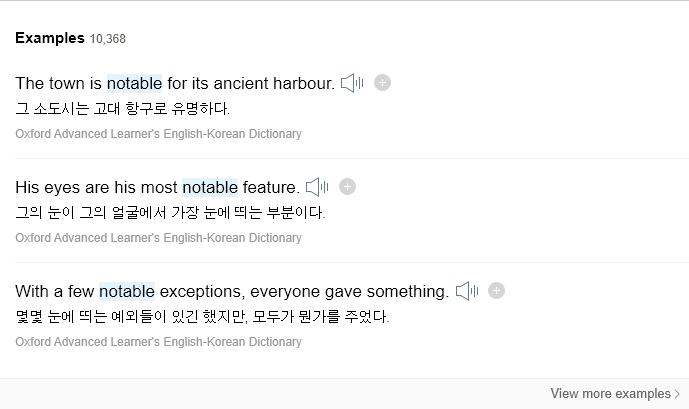 Examples 10,368
The town is notable for its ancient harbour.
그 소도시는 고대 항구로 유명하다.
Oxford Advanced Learner's English-Korean Dictionary
His eyes are his most notable feature.
그의 눈이 그의 얼굴에서 가장 눈에 띄는 부분이다.
Oxford Advanced Learner's English-Korean Dictionary
With a few notable exceptions, everyone gave something.
몇몇 눈에 띄는 예외들이 있긴 했지만, 모두가 뭔가를 주었다.
Oxford Advanced Learner's English-Korean Dictionary
View more examples